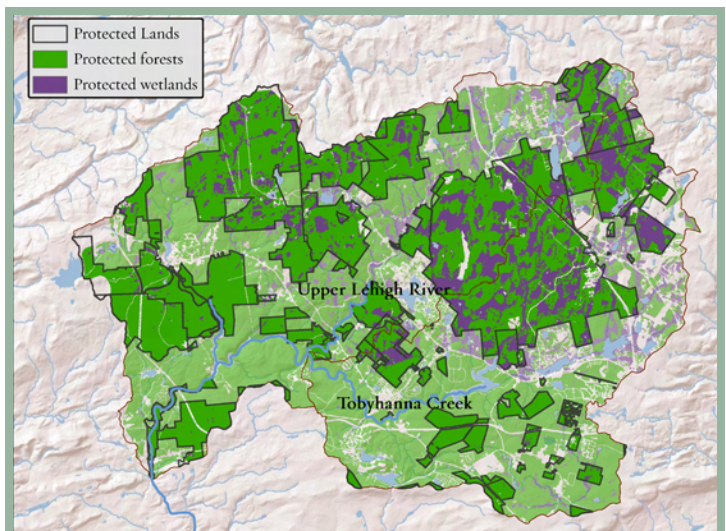 Protected Lands
Protected forests
Protected wetlands
Upper Lehigh River
Tobyhanna Creek